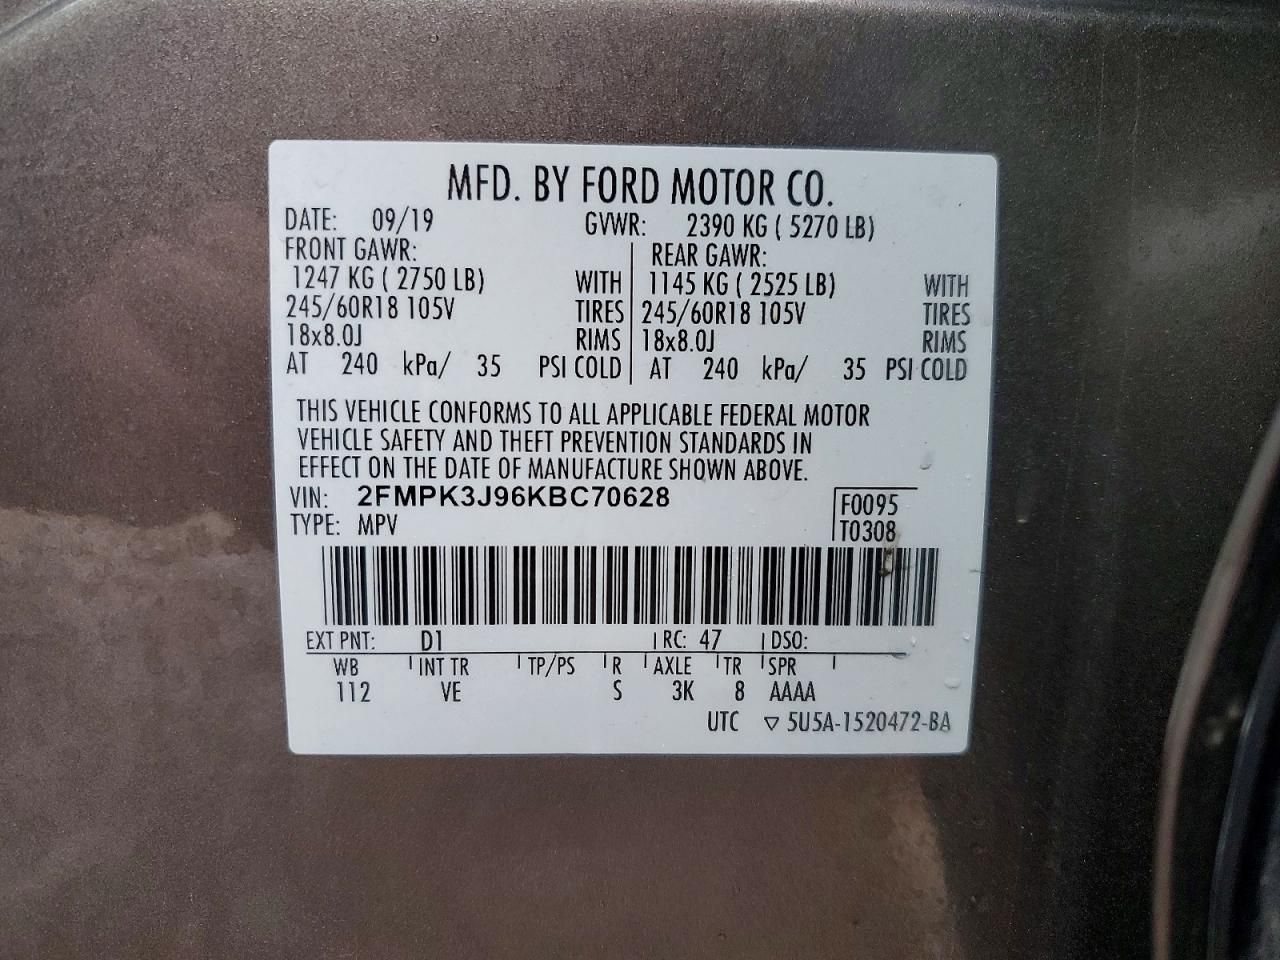 MFD. BY FORD MOTOR CO.
DATE: 09/19 GVWR: 2390 KG ( 5270 LB)
FRONT GAWR: REAR GAWR:
1247 KG ( 2750 LB) WITH 1145 KG ( 2525 LB) WITH
245/60R18 105V TIRES 245/60R18 105V TIRES
18x8.0J RIMS 18x8.0J RIMS
AT 240 kPa/ 35 PSI COLD AT 240 kPa/ 35 PSI COLD
THIS VEHICLE CONFORMS TO ALL APPLICABLE FEDERAL MOTOR
VEHICLE SAFETY AND THEFT PREVENTION STANDARDS IN
EFFECT ON THE DATE OF MANUFACTURE SHOWN ABOVE.
VIN: 2FMPK3J96KBC70628 F0095
TYPE: MPV T0308
EXT PNT: D1 RC: 47 DSO:
WB INT TR TP/PS R AXLE TR SPR
112 VE S 3K 8 AAAA
UTC ▽ 5U5A-1520472-BA